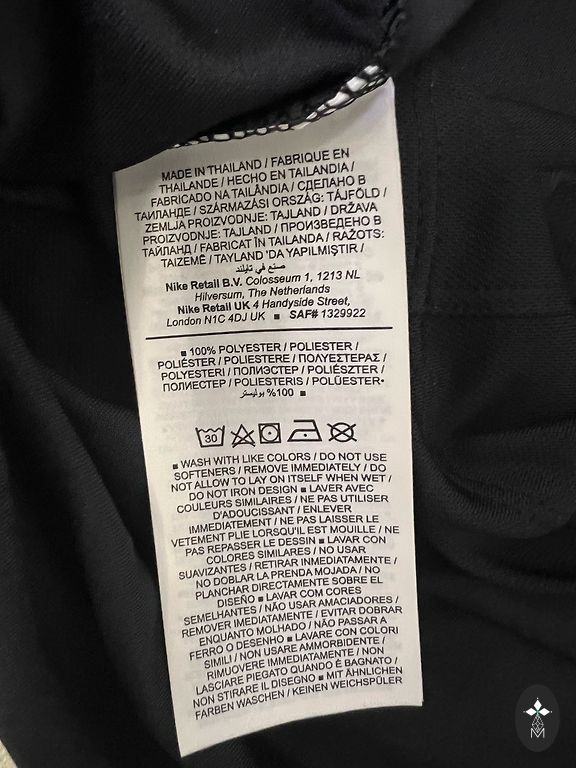 MADE IN THAILAND / FABRIQUE EN
THAILANDE / HECHO EN TAILANDIA /
FABRICADO NA TAILÂNDIA / СДЕЛАНО В
ТАИЛАНДЕ / SZÁRMAZÁSI ORSZÁG: TÁJFÖLD /
ZEMLJA PROIZVODNJE: TAJLAND / DRŽAVA
PROIZVODNJE: TAJLAND / ПРОИЗВЕДЕНО В
ТАЙЛАНД / FABRICAT ÎN TAILANDA / RAŽOTS:
TAIZEMĒ / TAYLAND 'DA YAPILMIŞTIR /
صنع في تايلند
Nike Retail B.V. Colosseum 1, 1213 NL
Hilversum, The Netherlands
Nike Retail UK 4 Handyside Street,
London N1C 4DJ UK ■ SAF# 1329922
■ 100% POLYESTER / POLIESTER /
POLIÉSTER / POLIESTERE / ΠΟΛΥΕΣΤΕΡΑΣ /
POLYESTERI / ПОЛИЭСТЕР / POLIÉSZTER /
ПОЛИЕСТЕР / POLIESTERIS / POLÜESTER•
■ 100% بوليستر
30
■ WASH WITH LIKE COLORS / DO NOT USE
SOFTENERS / REMOVE IMMEDIATELY / DO
NOT ALLOW TO LAY ON ITSELF WHEN WET /
DO NOT IRON DESIGN ■ LAVER AVEC
COULEURS SIMILAIRES / NE PAS UTILISER
D'ADOUCISSANT / ENLEVER
IMMEDIATEMENT / NE PAS LAISSER LE
VETEMENT PLIE LORSQU'IL EST MOUILLE / NE
PAS REPASSER LE DESSIN ■ LAVAR CON
COLORES SIMILARES / NO USAR
SUAVIZANTES / RETIRAR INMEDIATAMENTE /
NO DOBLAR LA PRENDA MOJADA / NO
PLANCHAR DIRECTAMENTE SOBRE EL
DISEÑO ■ LAVAR COM CORES
SEMELHANTES / NÃO USAR AMACIADORES /
REMOVER IMEDIATAMENTE / EVITAR DOBRAR
ENQUANTO MOLHADO / NÃO PASSAR A
FERRO O DESENHO ■ LAVARE CON COLORI
SIMILI / NON USARE AMMORBIDENTE /
RIMUOVERE IMMEDIATAMENTE / NON
LASCIARE PIEGATO QUANDO È BAGNATO /
NON STIRARE IL DISEGNO ■ MIT ÄHNLICHEN
FARBEN WASCHEN / KEINEN WEICHSPÜLER